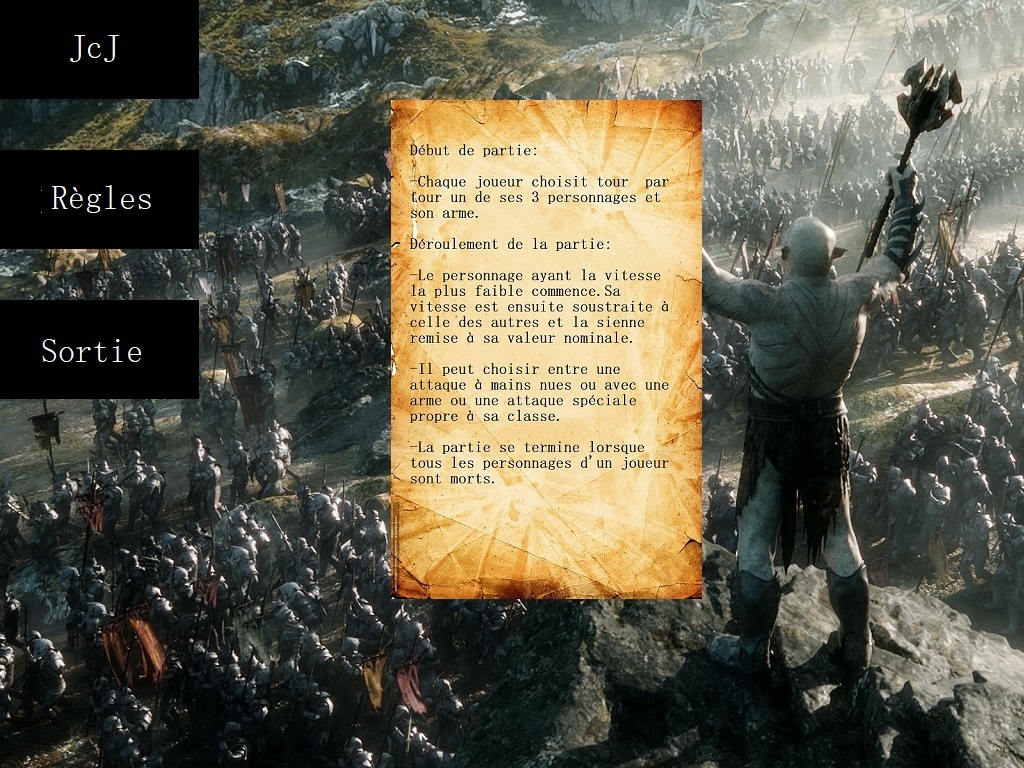 JcJ
Règles
Sortie
Début de partie:
-Chaque joueur choisit tour  par
tour un de ses 3 personnages et
son arme.
Déroulement de la partie:
-Le personnage ayant la vitesse
la plus faible commence.Sa
vitesse est ensuite soustraite à
celle des autres et la sienne
remise à sa valeur nominale.
-Il peut choisir entre une
attaque à mains nues ou avec une
arme ou une attaque spéciale
propre à sa classe.
-La partie se termine lorsque
tous les personnages d'un joueur
sont morts.